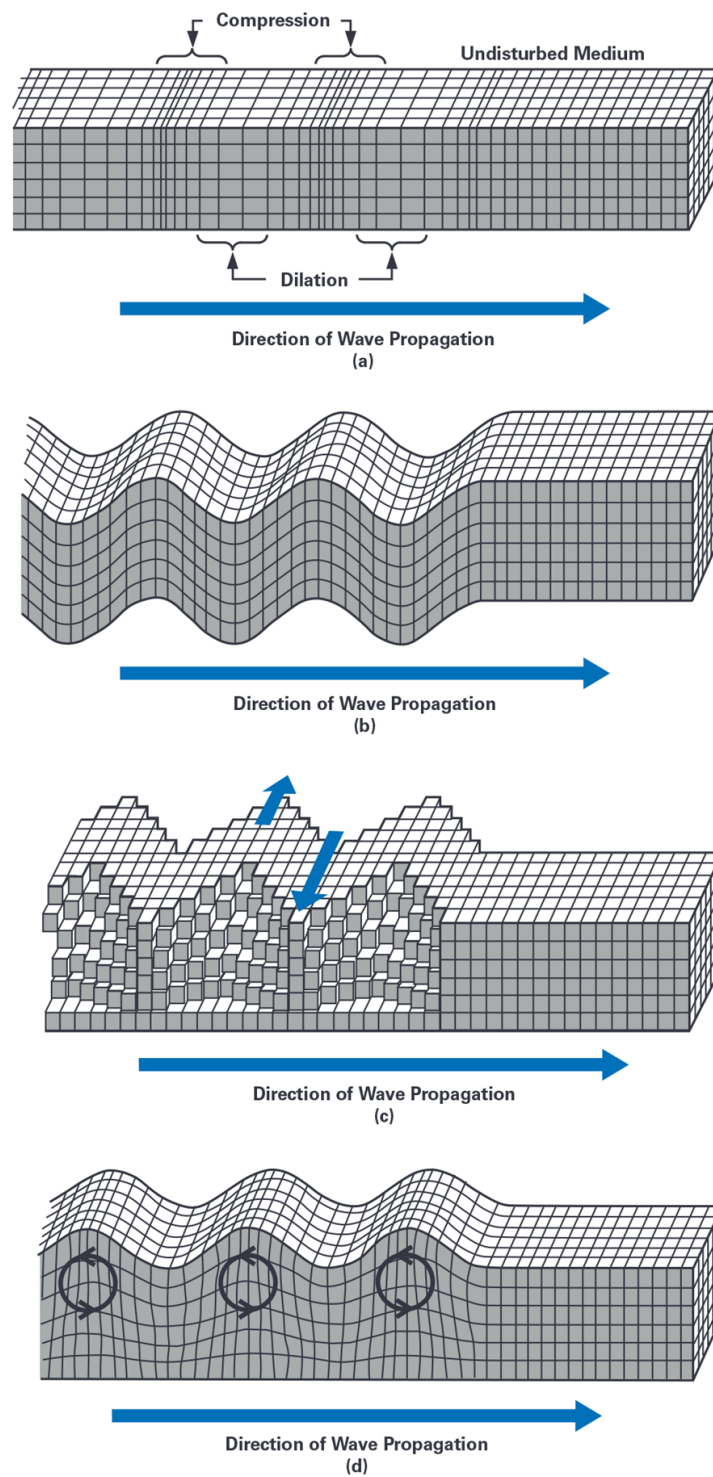 Compression
Undisturbed Medium
Dilation
Direction of Wave Propagation
(a)
Direction of Wave Propagation
(b)
Direction of Wave Propagation
(c)
Direction of Wave Propagation
(d)